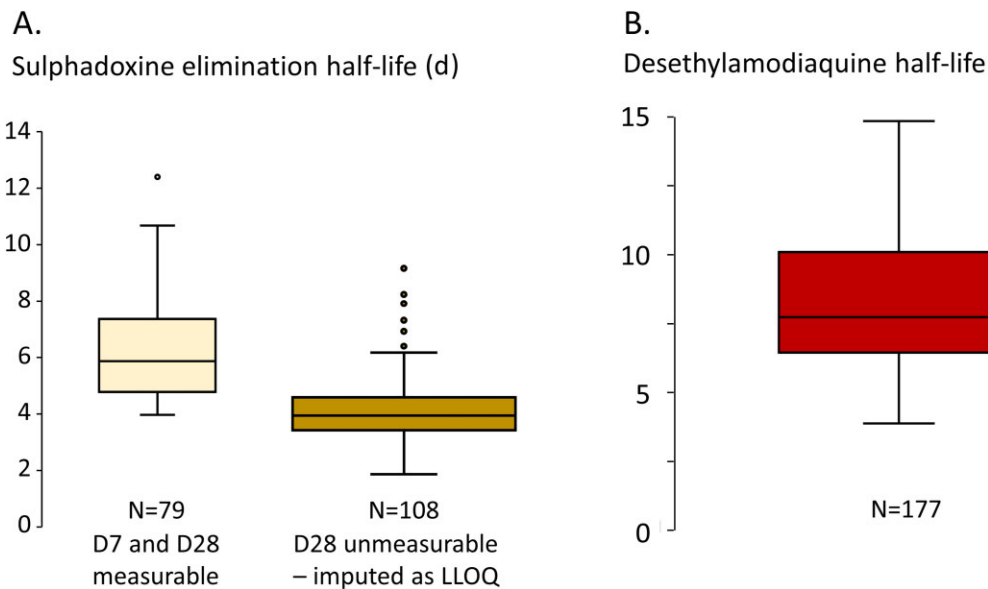 A.
Sulphadoxine elimination half-life (d)
14
12
10
8
6
4
2
0
N=79
D7 and D28
measurable
N=108
D28 unmeasurable
– imputed as LLOQ
B.
Desethylamodiaquine half-life
15
10
5
0
N=177